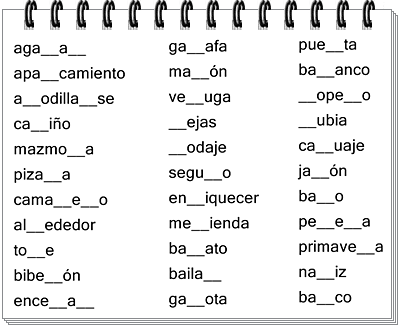 aga__a__
apa__camiento
a__odilla__se
ca__iño
mazmo__a
piza__a
cama__e__o
al__ededor
to__e
bibe__ón
ence__a__
ga__afa
ma__ón
ve__uga
__ejas
__odaje
segu__o
en__iquecer
me__ienda
ba__ato
baila__
ga__ota
pue__ta
ba__anco
__ope__o
__ubia
ca__uaje
ja__ón
ba__o
pe__e__a
primave__a
na__iz
ba__co